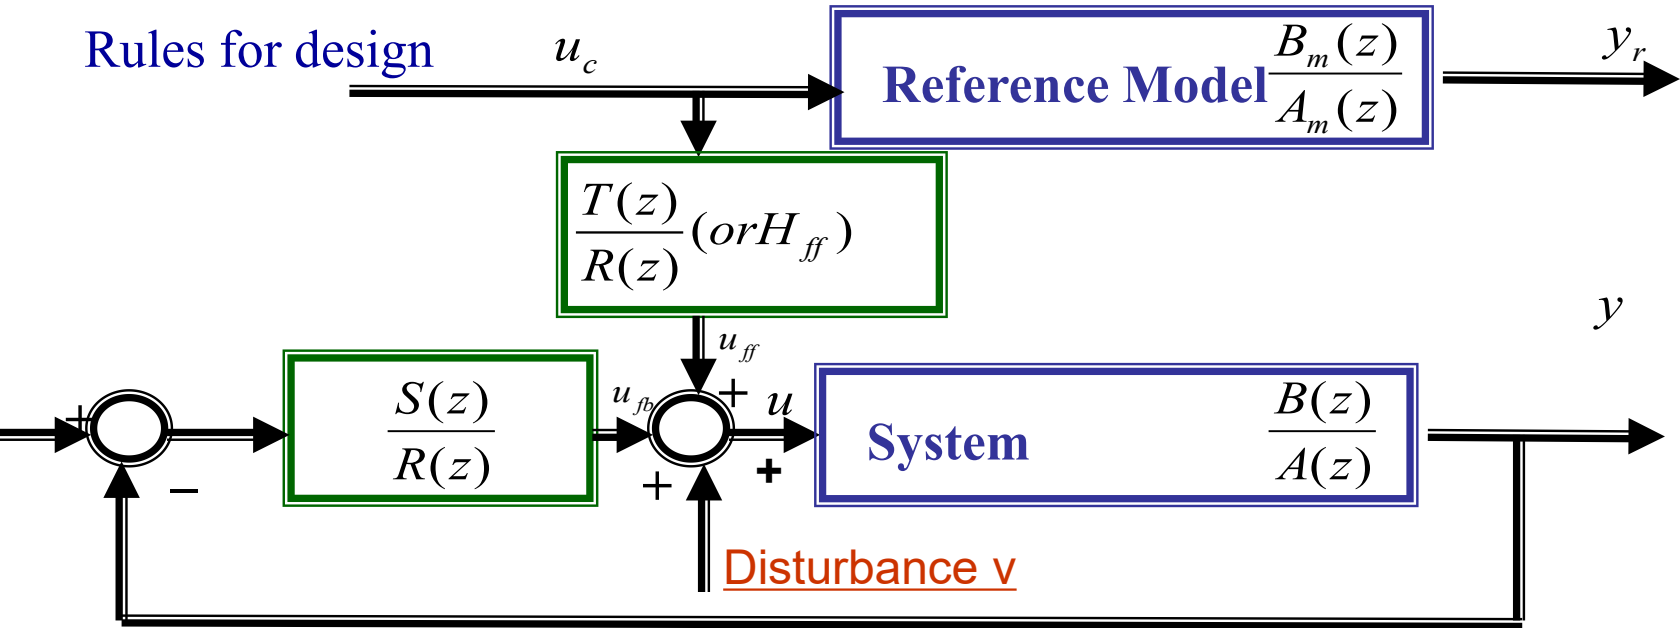 Rules for design
u_c
Reference Model B_m(z)
A_m(z)
y_r
T(z)
R(z)
(orH_ff)
y
u_ff
+
+
S(z)
R(z)
u_fb
u
System
B(z)
A(z)
−
+
+
Disturbance v